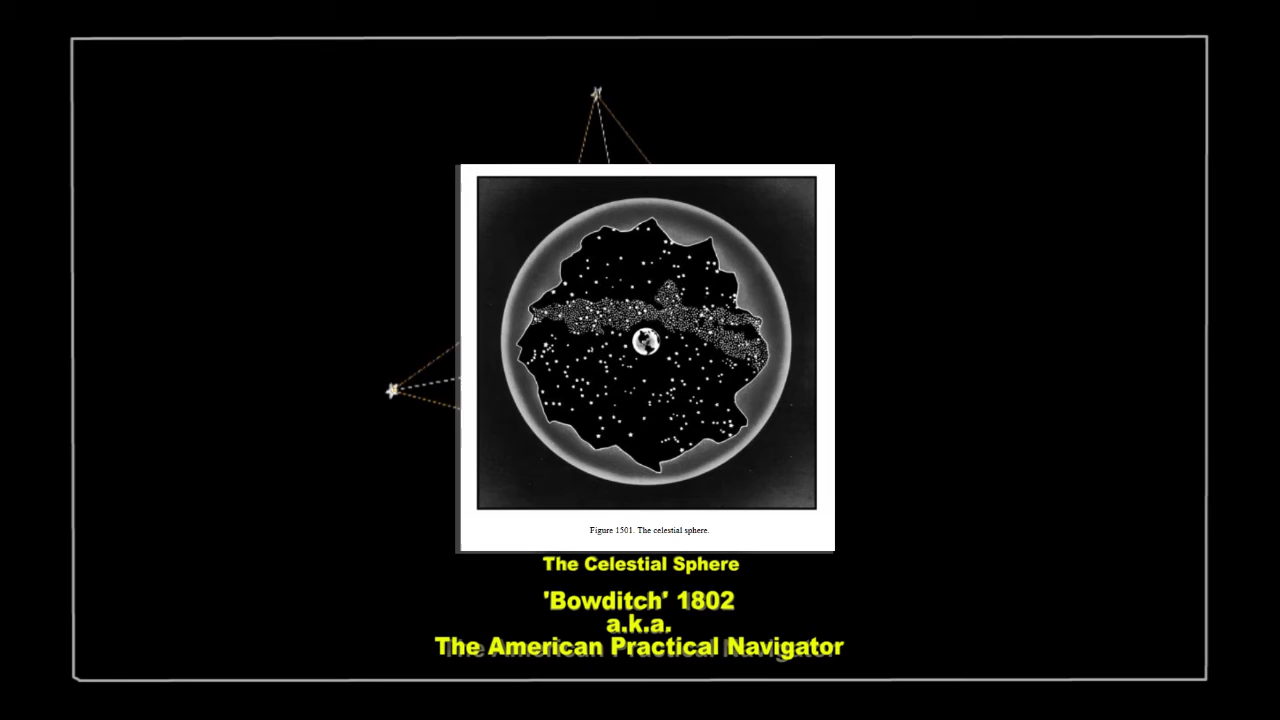 Figure 1501. The celestial sphere.
The Celestial Sphere
'Bowditch' 1802
a.k.a.
The American Practical Navigator